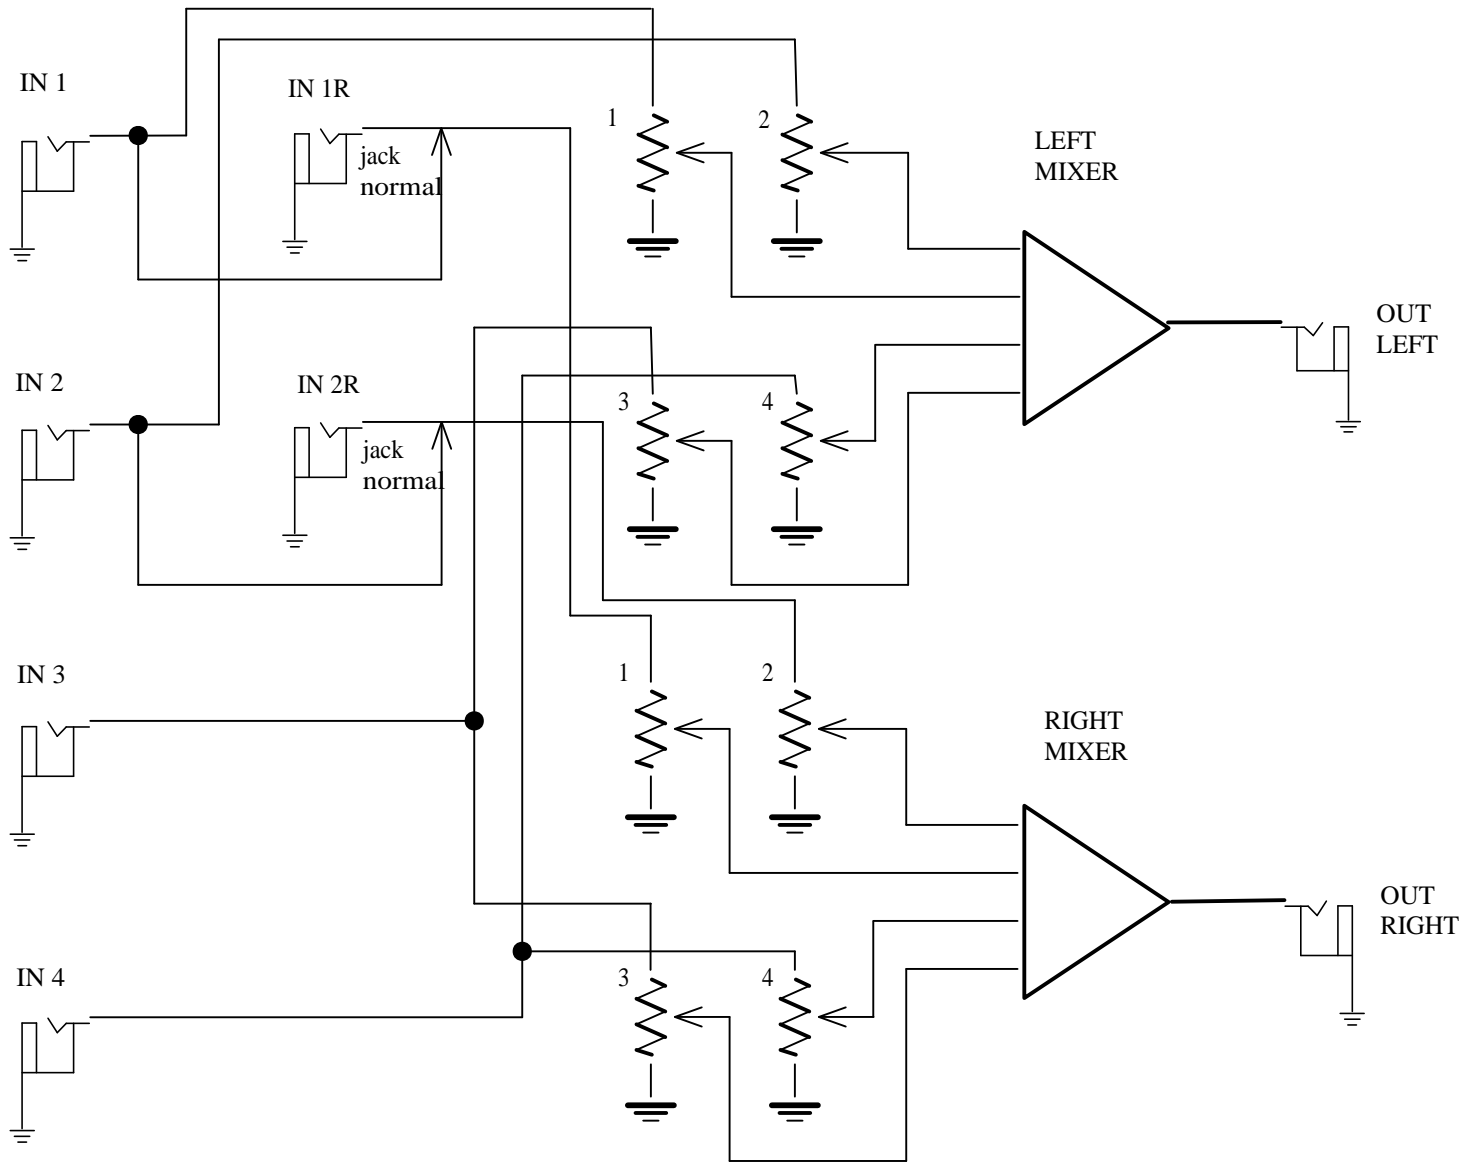 IN 1
IN 1R
jack
normal
1
2
LEFT
MIXER
OUT
LEFT
IN 2
IN 2R
jack
normal
3
4
IN 3
1
2
RIGHT
MIXER
OUT
RIGHT
IN 4
3
4